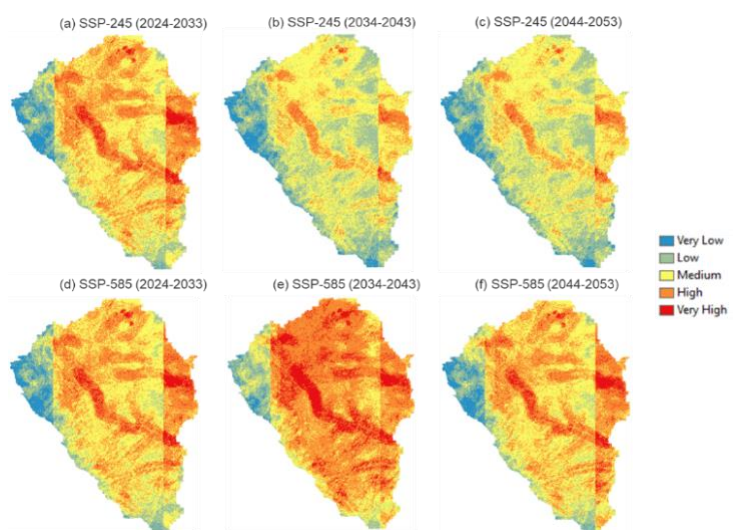 (a) SSP-245 (2024-2033)
(b) SSP-245 (2034-2043)
(c) SSP-245 (2044-2053)
Very Low
Low
Medium
High
Very High
(d) SSP-585 (2024-2033)
(e) SSP-585 (2034-2043)
(f) SSP-585 (2044-2053)